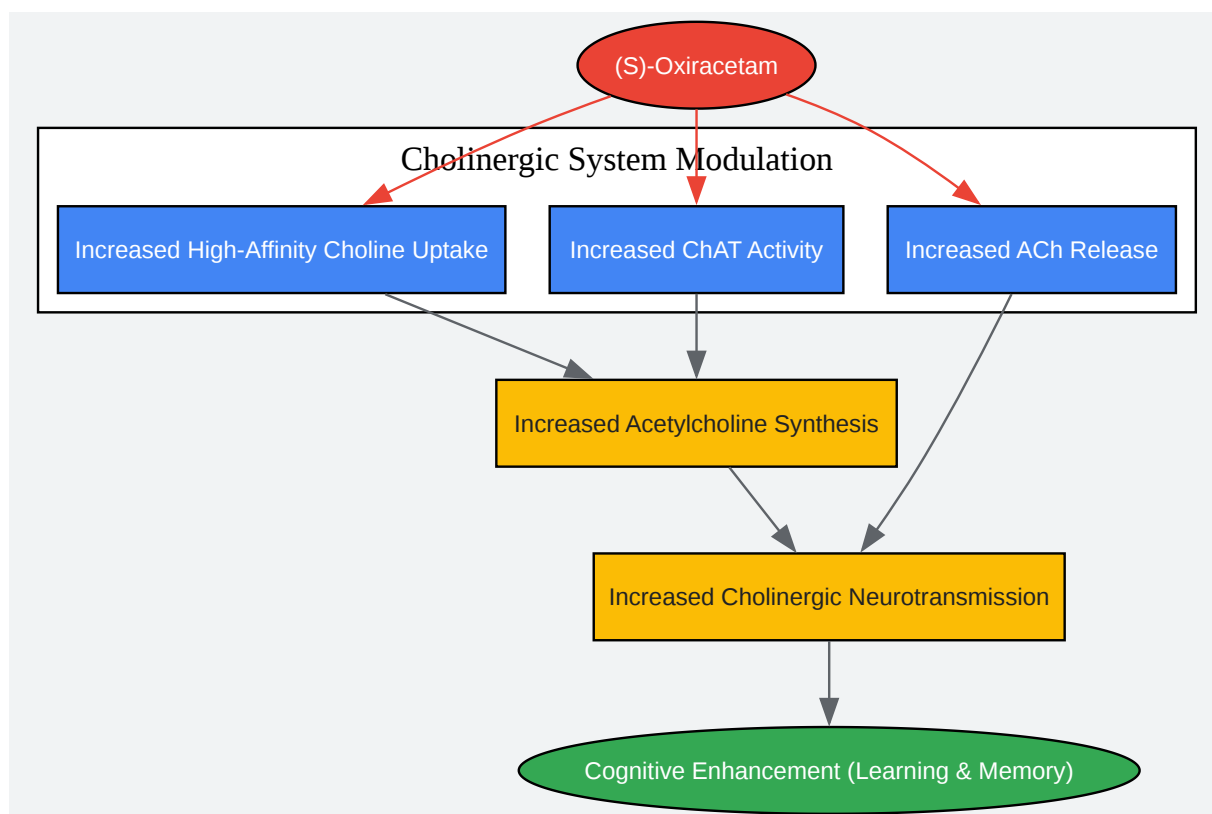 (S)-Oxiracetam
Cholinergic System Modulation
Increased High-Affinity Choline Uptake
Increased ChAT Activity
Increased ACh Release
Increased Acetylcholine Synthesis
Increased Cholinergic Neurotransmission
Cognitive Enhancement (Learning & Memory)